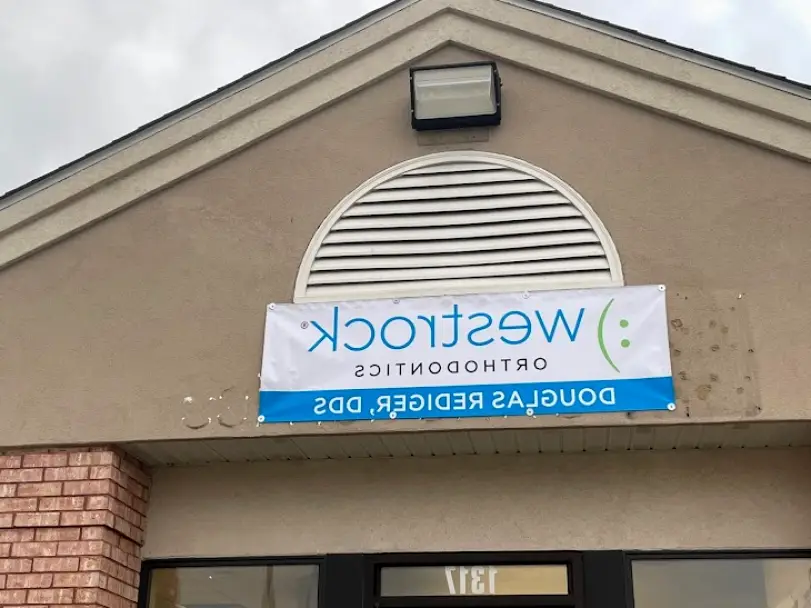 :) westrock®
ORTHODONTICS
DOUGLAS REDIGER, DDS
1317